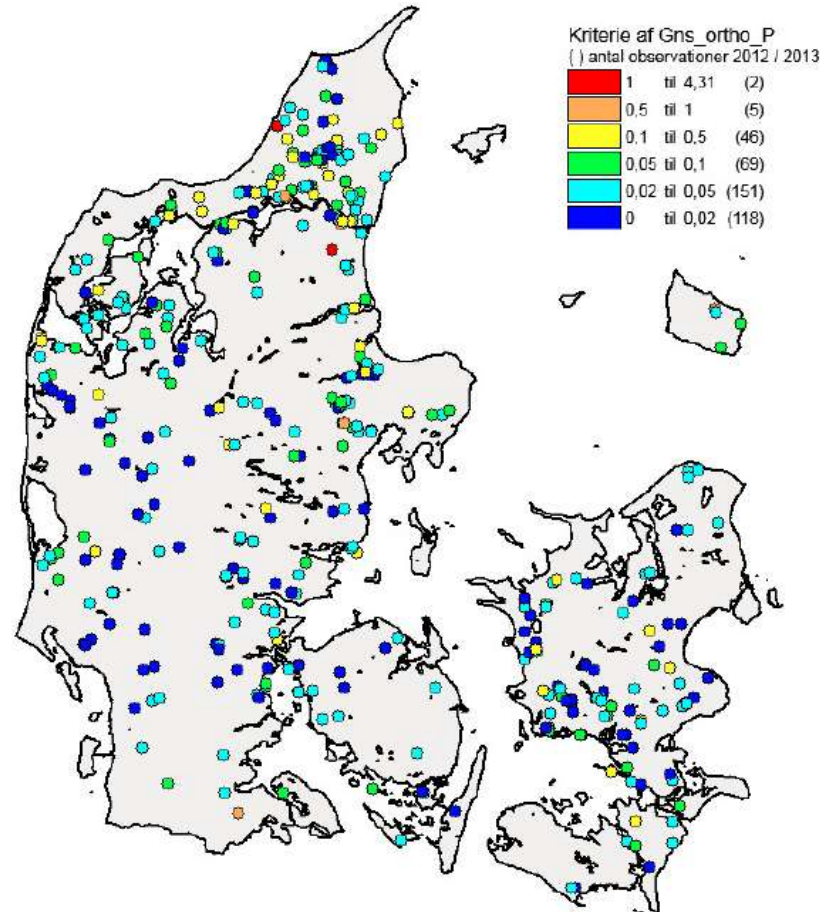 Kriterie af Gns_ortho_P
( ) antal observationer 2012 / 2013
1 til 4,31 (2)
0,5 til 1 (5)
0,1 til 0,5 (46)
0,05 til 0,1 (69)
0,02 til 0,05 (151)
0 til 0,02 (118)